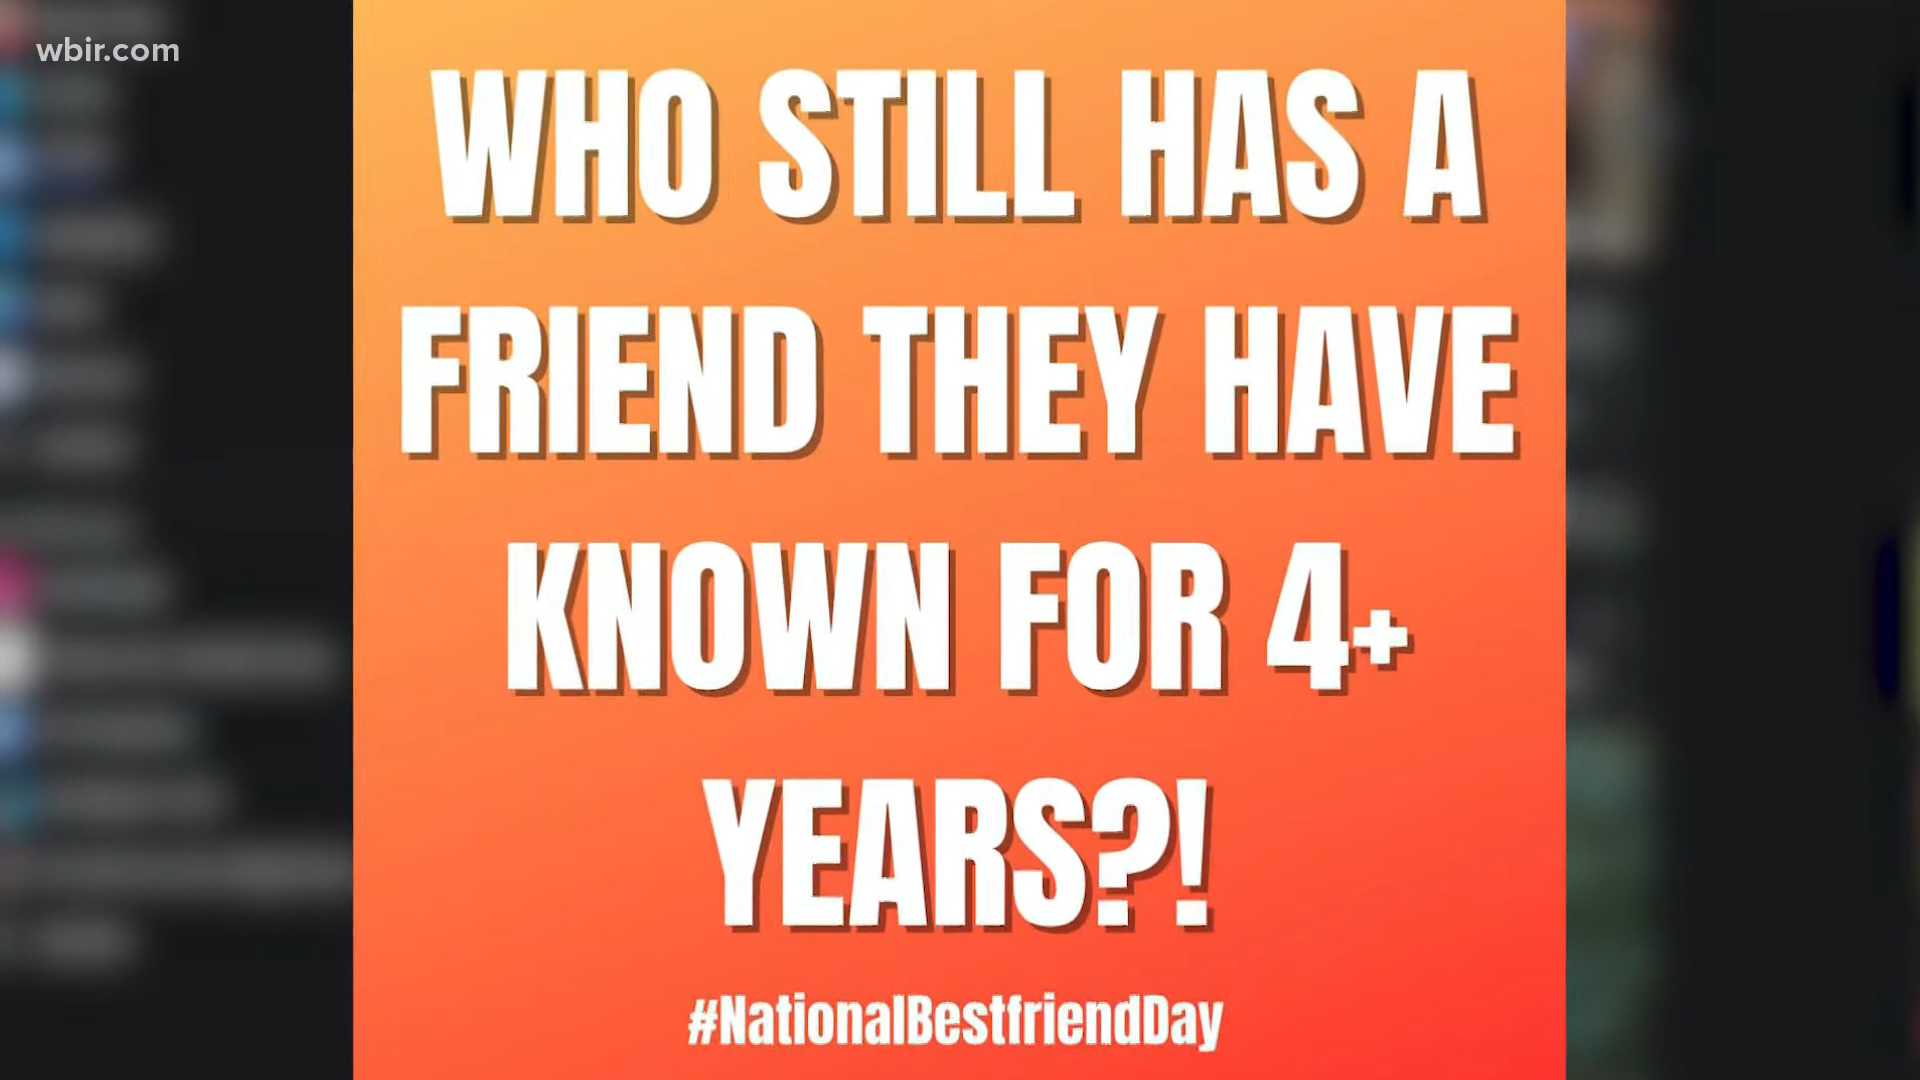 wbir.com
WHO STILL HAS A
FRIEND THEY HAVE
KNOWN FOR 4+
YEARS?!
#NationalBestfriendDay